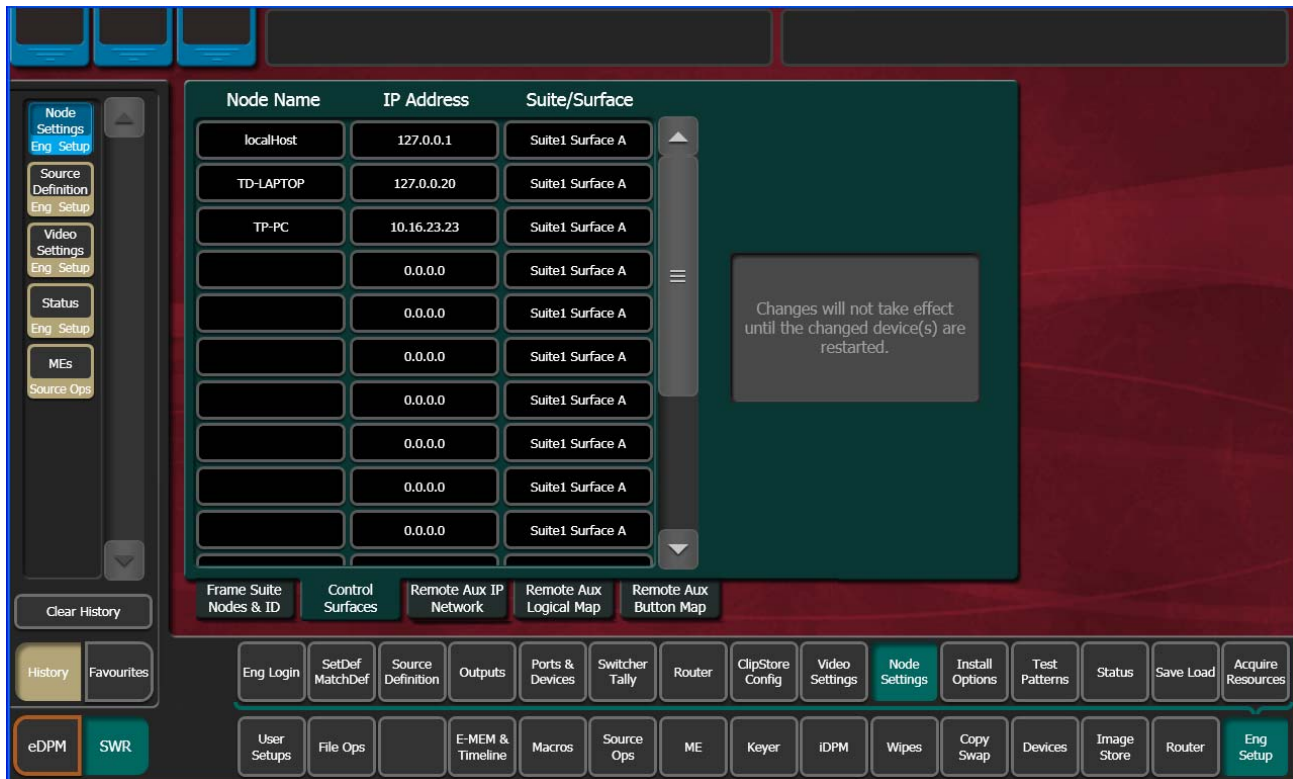 Node
Settings
Eng Setup
Source
Definition
Eng Setup
Video
Settings
Eng Setup
Status
Eng Setup
MEs
Source Ops
Clear History
History
Favourites
eDPM
SWR
Node Name IP Address Suite/Surface
localHost 127.0.0.1 Suite1 Surface A
TD-LAPTOP 127.0.0.20 Suite1 Surface A
TP-PC 10.16.23.23 Suite1 Surface A
0.0.0.0 Suite1 Surface A
0.0.0.0 Suite1 Surface A
0.0.0.0 Suite1 Surface A
0.0.0.0 Suite1 Surface A
0.0.0.0 Suite1 Surface A
0.0.0.0 Suite1 Surface A
0.0.0.0 Suite1 Surface A
Changes will not take effect
until the changed device(s) are
restarted.
Frame Suite
Nodes & ID
Control
Surfaces
Remote Aux IP
Network
Remote Aux
Logical Map
Remote Aux
Button Map
Eng Login
SetDef
MatchDef
Source
Definition
Outputs
Ports &
Devices
Switcher
Tally
Router
ClipStore
Config
Video
Settings
Node
Settings
Install
Options
Test
Patterns
Status
Save Load
Acquire
Resources
User
Setups
File Ops
E-MEM &
Timeline
Macros
Source
Ops
ME
Keyer
iDPM
Wipes
Copy
Swap
Devices
Image
Store
Router
Eng
Setup